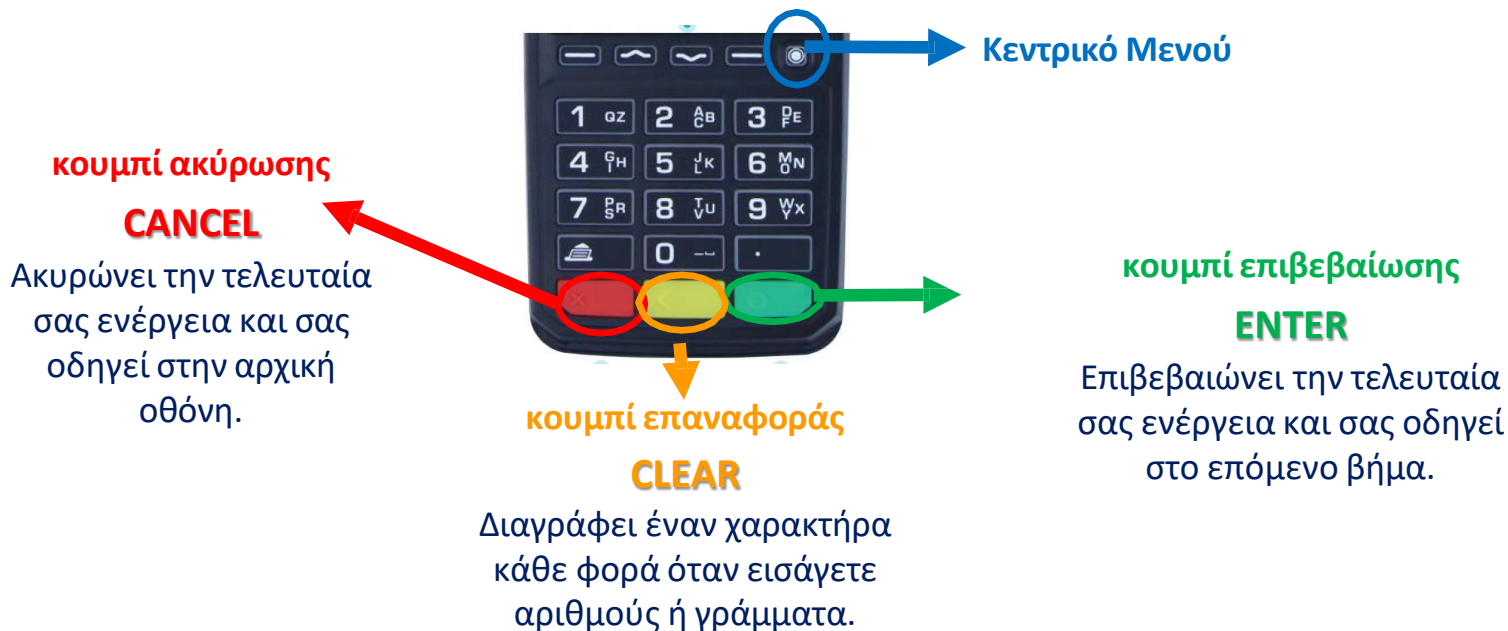 Κεντρικό Μενού
1 QZ 2 ABC 3 DEF
4 GHI 5 JKL 6 MNO
7 PRS 8 TUV 9 WXY
0 .
κουμπί ακύρωσης
CANCEL
Ακυρώνει την τελευταία
σας ενέργεια και σας
οδηγεί στην αρχική
οθόνη.
κουμπί επαναφοράς
CLEAR
Διαγράφει έναν χαρακτήρα
κάθε φορά όταν εισάγετε
αριθμούς ή γράμματα.
κουμπί επιβεβαίωσης
ENTER
Επιβεβαιώνει την τελευταία
σας ενέργεια και σας οδηγεί
στο επόμενο βήμα.